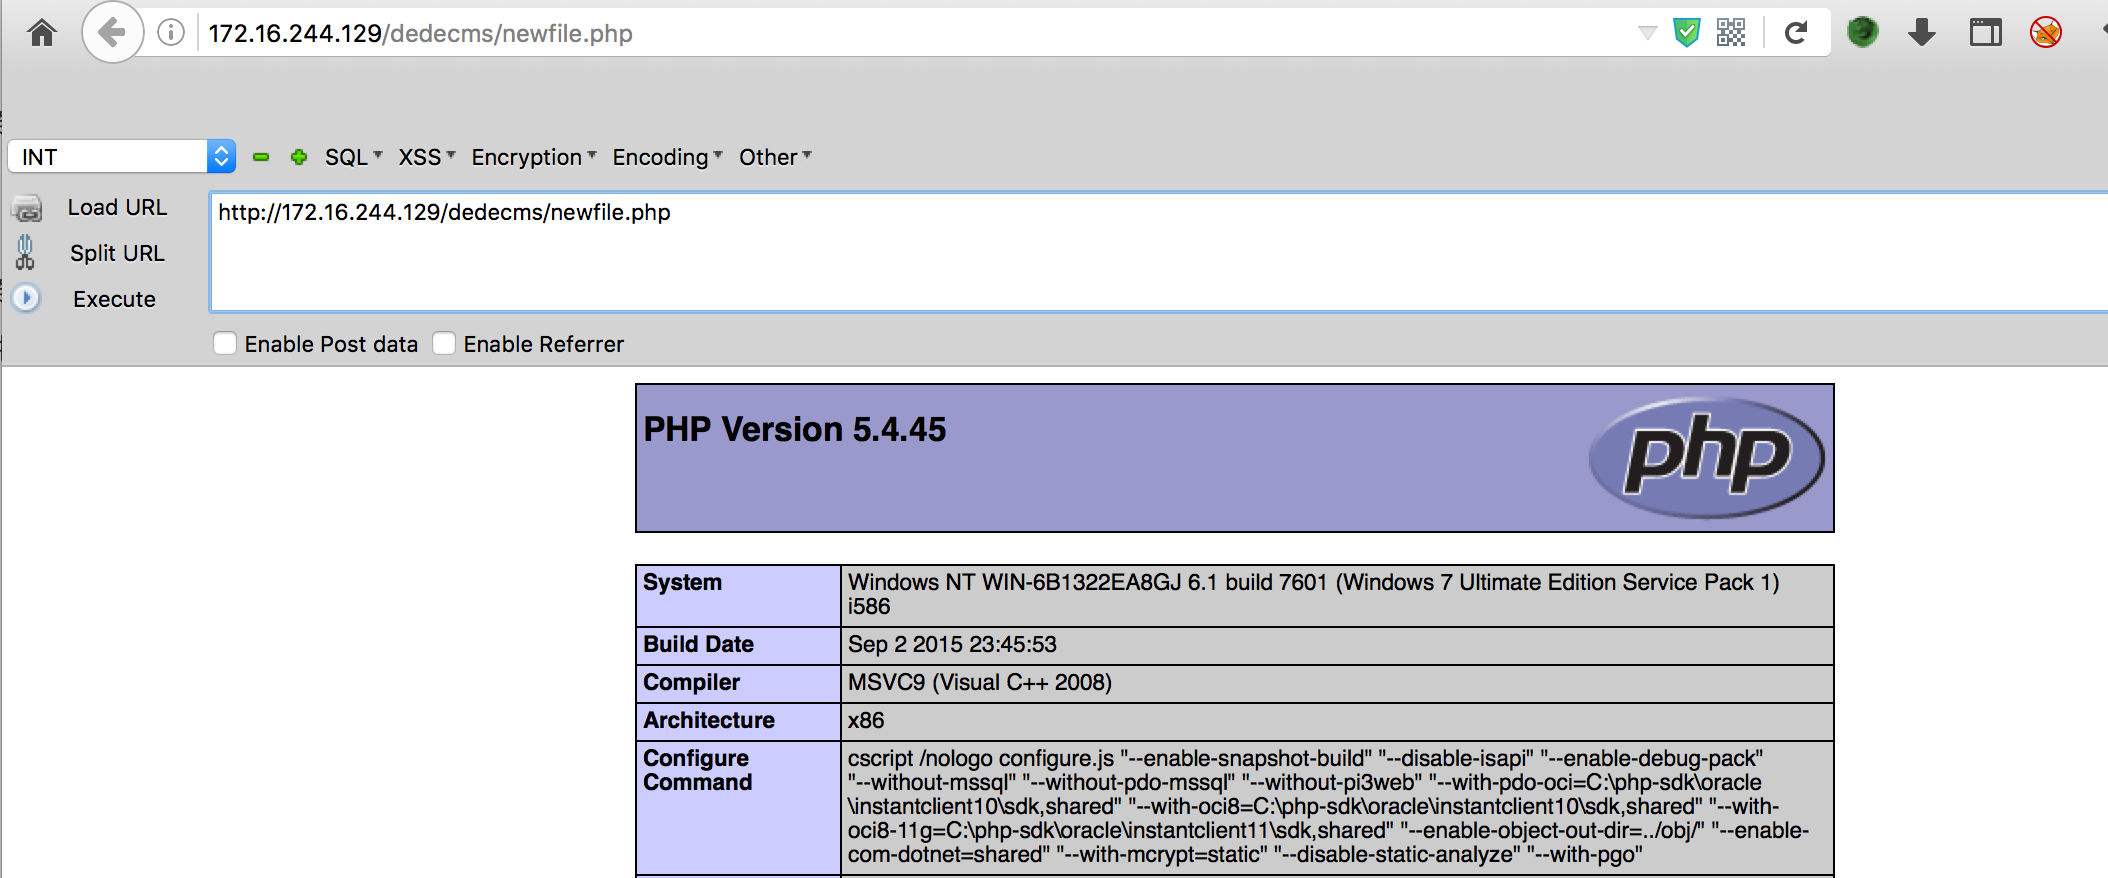 172.16.244.129/dedecms/newfile.php
INT SQL XSS Encryption Encoding Other
Load URL
http://172.16.244.129/dedecms/newfile.php
Split URL
Execute
Enable Post data Enable Referrer
PHP Version 5.4.45
php
System
Windows NT WIN-6B1322EA8GJ 6.1 build 7601 (Windows 7 Ultimate Edition Service Pack 1)
i586
Build Date
Sep 2 2015 23:45:53
Compiler
MSVC9 (Visual C++ 2008)
Architecture
x86
Configure
Command
cscript /nologo configure.js "--enable-snapshot-build" "--disable-isapi" "--enable-debug-pack"
"--without-mssql" "--without-pdo-mssql" "--without-pi3web" "--with-pdo-oci=C:\php-sdk\oracle
\instantclient10\sdk,shared" "--with-oci8=C:\php-sdk\oracle\instantclient10\sdk,shared" "--with-
oci8-11g=C:\php-sdk\oracle\instantclient11\sdk,shared" "--enable-object-out-dir=../obj/" "--enable-
com-dotnet=shared" "--with-mcrypt=static" "--disable-static-analyze" "--with-pgo"